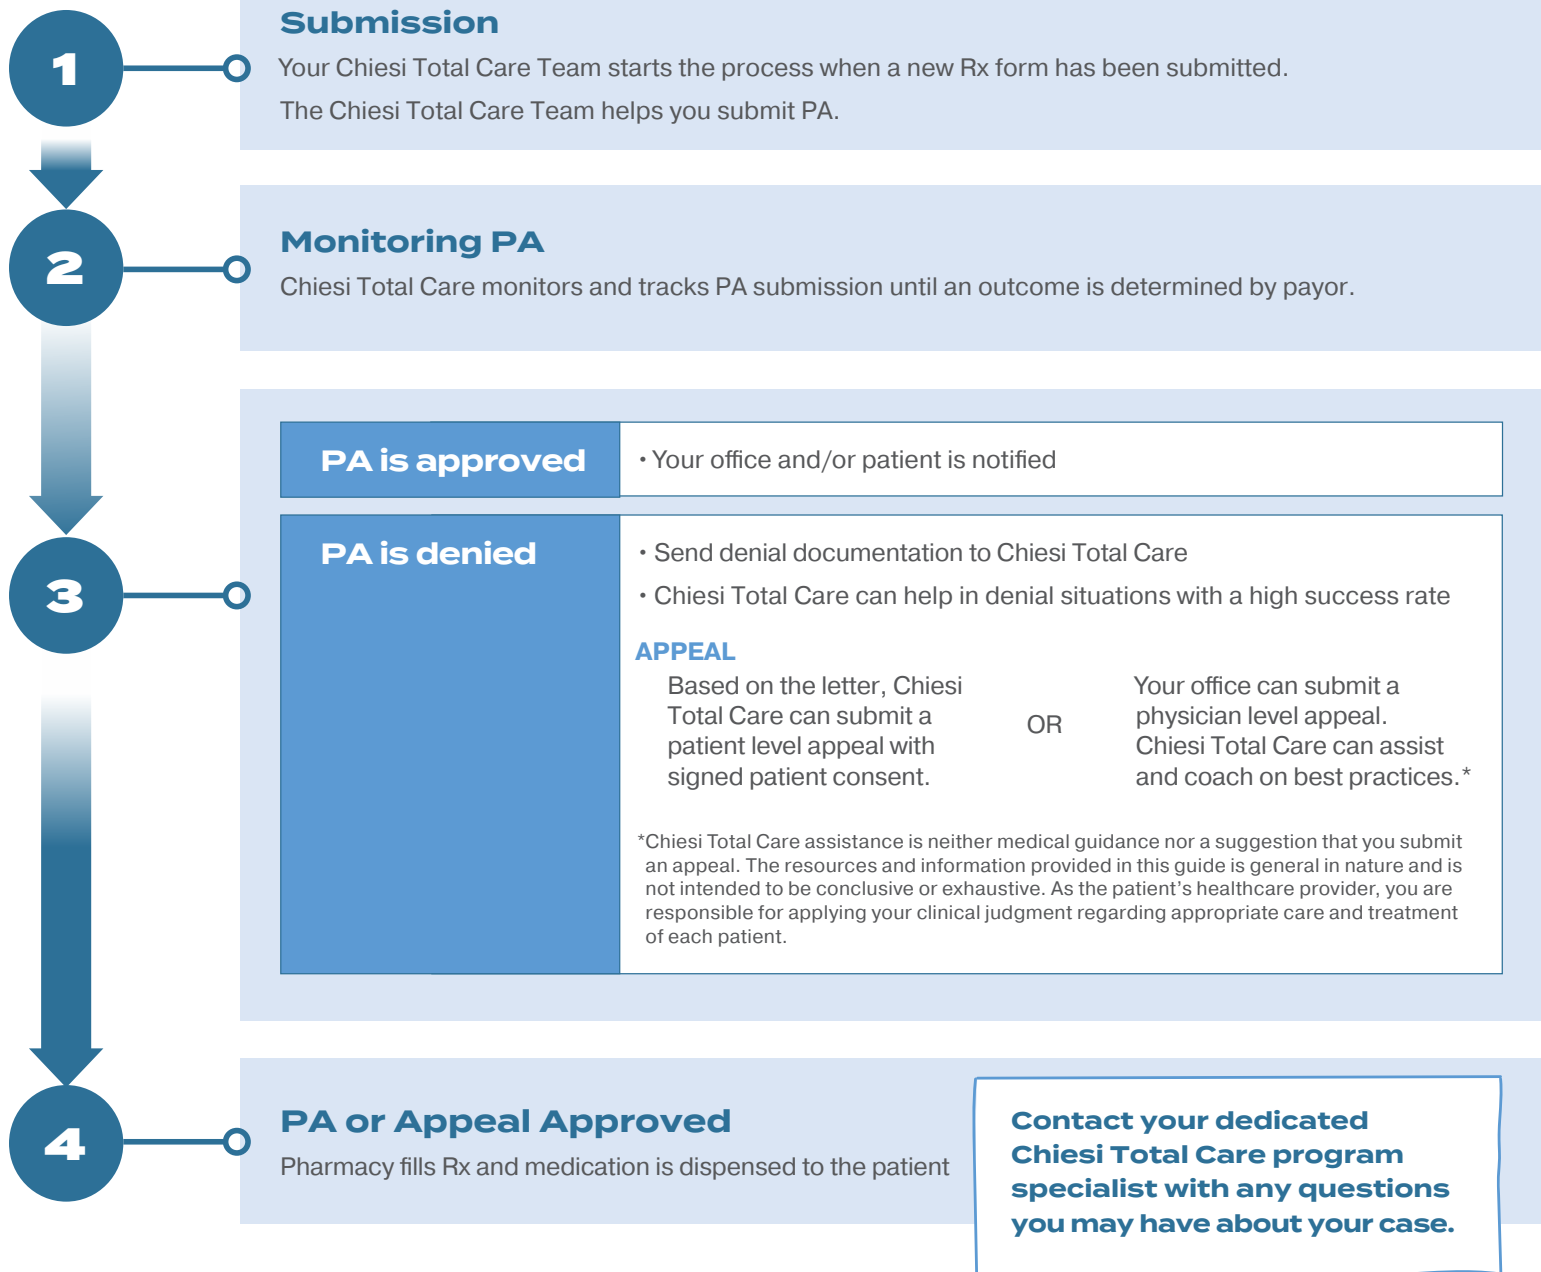 1
Submission
Your Chiesi Total Care Team starts the process when a new Rx form has been submitted.
The Chiesi Total Care Team helps you submit PA.
2
Monitoring PA
Chiesi Total Care monitors and tracks PA submission until an outcome is determined by payor.
3
PA is approved
• Your office and/or patient is notified
PA is denied
• Send denial documentation to Chiesi Total Care
• Chiesi Total Care can help in denial situations with a high success rate
APPEAL
Based on the letter, Chiesi
Total Care can submit a
patient level appeal with
signed patient consent.
OR
Your office can submit a
physician level appeal.
Chiesi Total Care can assist
and coach on best practices.*
*Chiesi Total Care assistance is neither medical guidance nor a suggestion that you submit
an appeal. The resources and information provided in this guide is general in nature and is
not intended to be conclusive or exhaustive. As the patient’s healthcare provider, you are
responsible for applying your clinical judgment regarding appropriate care and treatment
of each patient.
4
PA or Appeal Approved
Pharmacy fills Rx and medication is dispensed to the patient
Contact your dedicated
Chiesi Total Care program
specialist with any questions
you may have about your case.